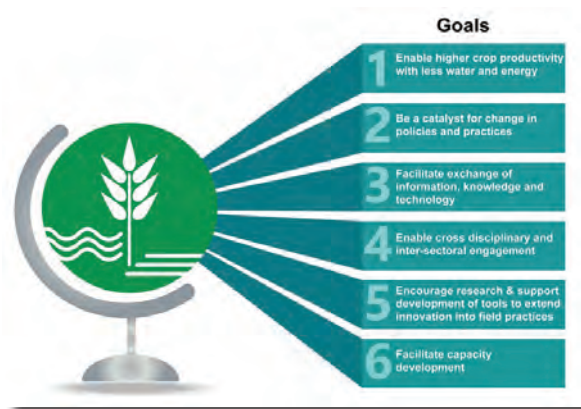 Goals
1
Enable higher crop productivity
with less water and energy
2
Be a catalyst for change in
policies and practices
3
Facilitate exchange of
information, knowledge and
technology
4
Enable cross disciplinary and
inter-sectoral engagement
5
Encourage research & support
development of tools to extend
innovation into field practices
6
Facilitate capacity
development